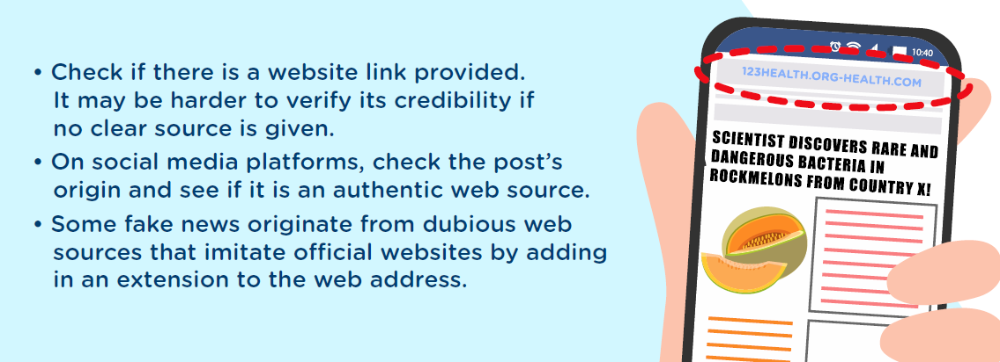 • Check if there is a website link provided.
It may be harder to verify its credibility if
no clear source is given.
• On social media platforms, check the post's
origin and see if it is an authentic web source.
• Some fake news originate from dubious web
sources that imitate official websites by adding
in an extension to the web address.
10:40
123HEALTH.ORG-HEALTH.COM
SCIENTIST DISCOVERS RARE AND
DANGEROUS BACTERIA IN
ROCKMELONS FROM COUNTRY X!